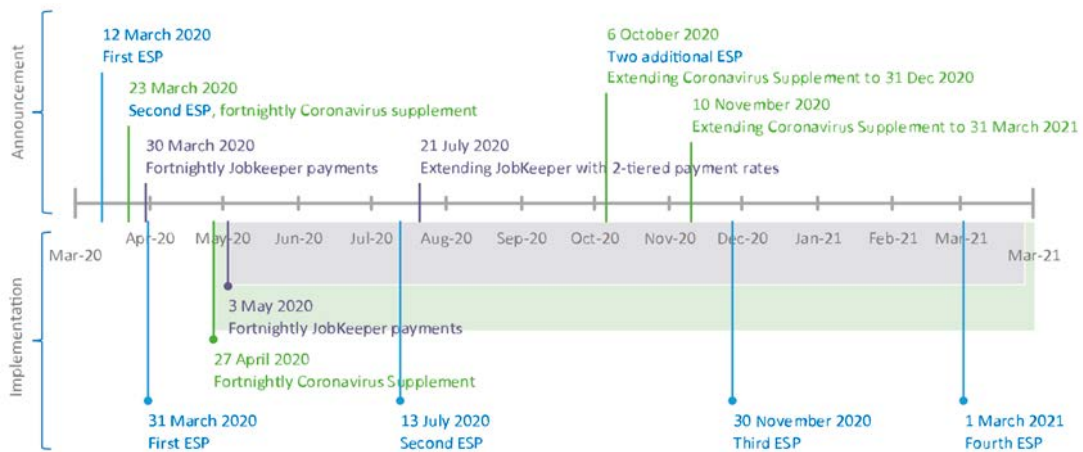 Announcement
12 March 2020
First ESP
23 March 2020
Second ESP, fortnightly Coronavirus supplement
30 March 2020
Fortnightly Jobkeeper payments
21 July 2020
Extending JobKeeper with 2-tiered payment rates
6 October 2020
Two additional ESP
Extending Coronavirus Supplement to 31 Dec 2020
10 November 2020
Extending Coronavirus Supplement to 31 March 2021
Mar-20 Apr-20 May-20 Jun-20 Jul-20 Aug-20 Sep-20 Oct-20 Nov-20 Dec-20 Jan-21 Feb-21 Mar-21 Mar-21
Implementation
3 May 2020
Fortnightly JobKeeper payments
27 April 2020
Fortnightly Coronavirus Supplement
31 March 2020
First ESP
13 July 2020
Second ESP
30 November 2020
Third ESP
1 March 2021
Fourth ESP